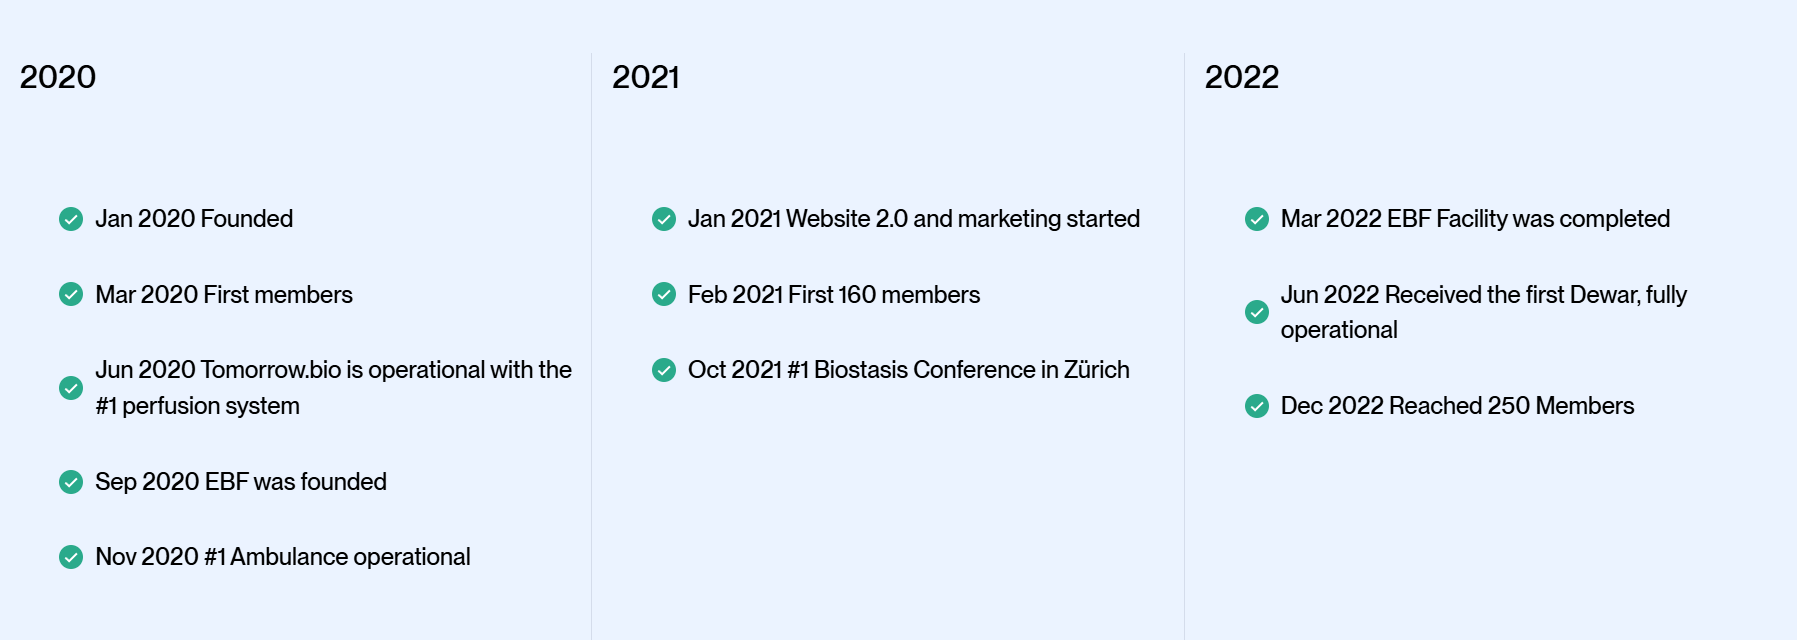 2020
Jan 2020 Founded
Mar 2020 First members
Jun 2020 Tomorrow.bio is operational with the
#1 perfusion system
Sep 2020 EBF was founded
Nov 2020 #1 Ambulance operational
2021
Jan 2021 Website 2.0 and marketing started
Feb 2021 First 160 members
Oct 2021 #1 Biostasis Conference in Zürich
2022
Mar 2022 EBF Facility was completed
Jun 2022 Received the first Dewar, fully
operational
Dec 2022 Reached 250 Members